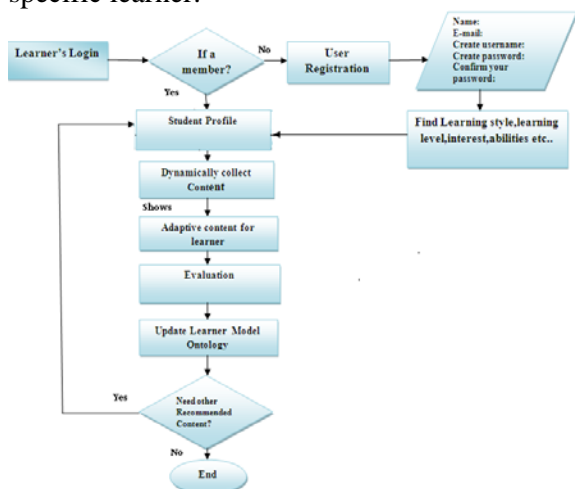 specific learner.
Learner's Login
If a
member?
No
User
Registration
Name:
E-mail:
Create username:
Create password:
Confirm your
password:
Yes
Student Profile
Find Learning style,learning
level,interest,abilities etc..
Dynamically collect
Content
Shows
Adaptive content for
learner
Evaluation
Update Learner Model
Ontology
Yes
Need other
Recommended
Content?
No
End